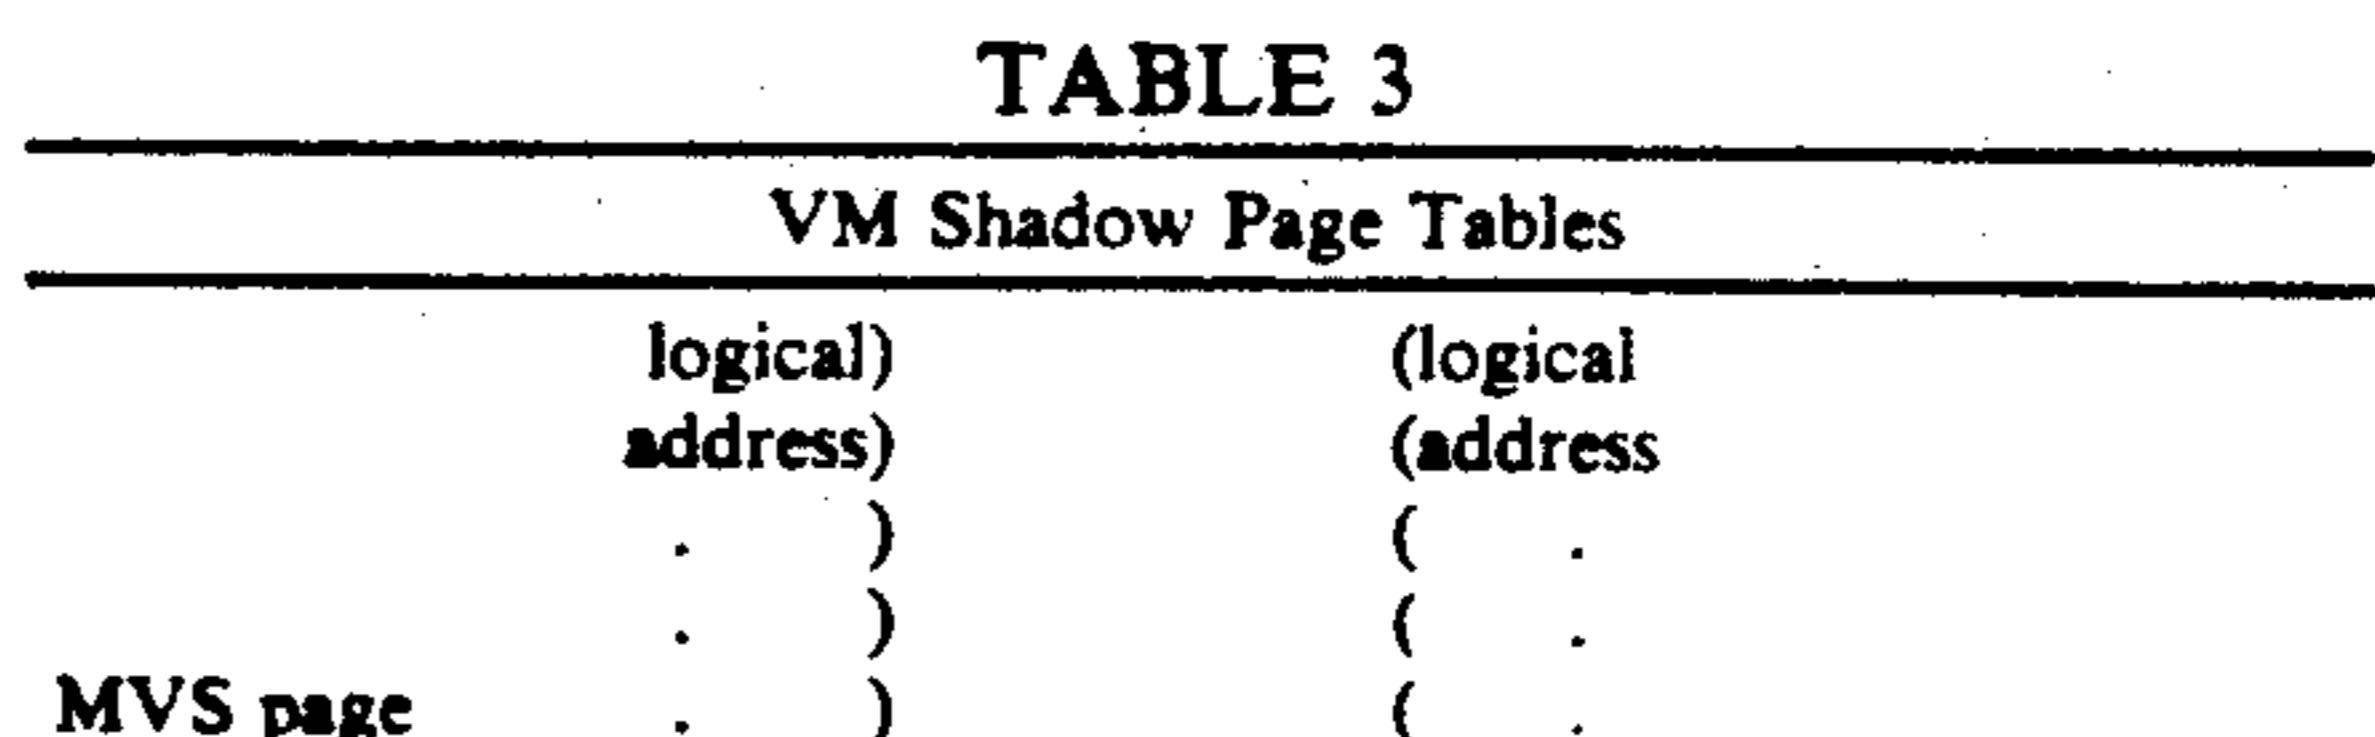 TABLE 3
VM Shadow Page Tables
logical) (logical
address) (address
. ) ( .
. ) ( .
MVS page . ) ( .